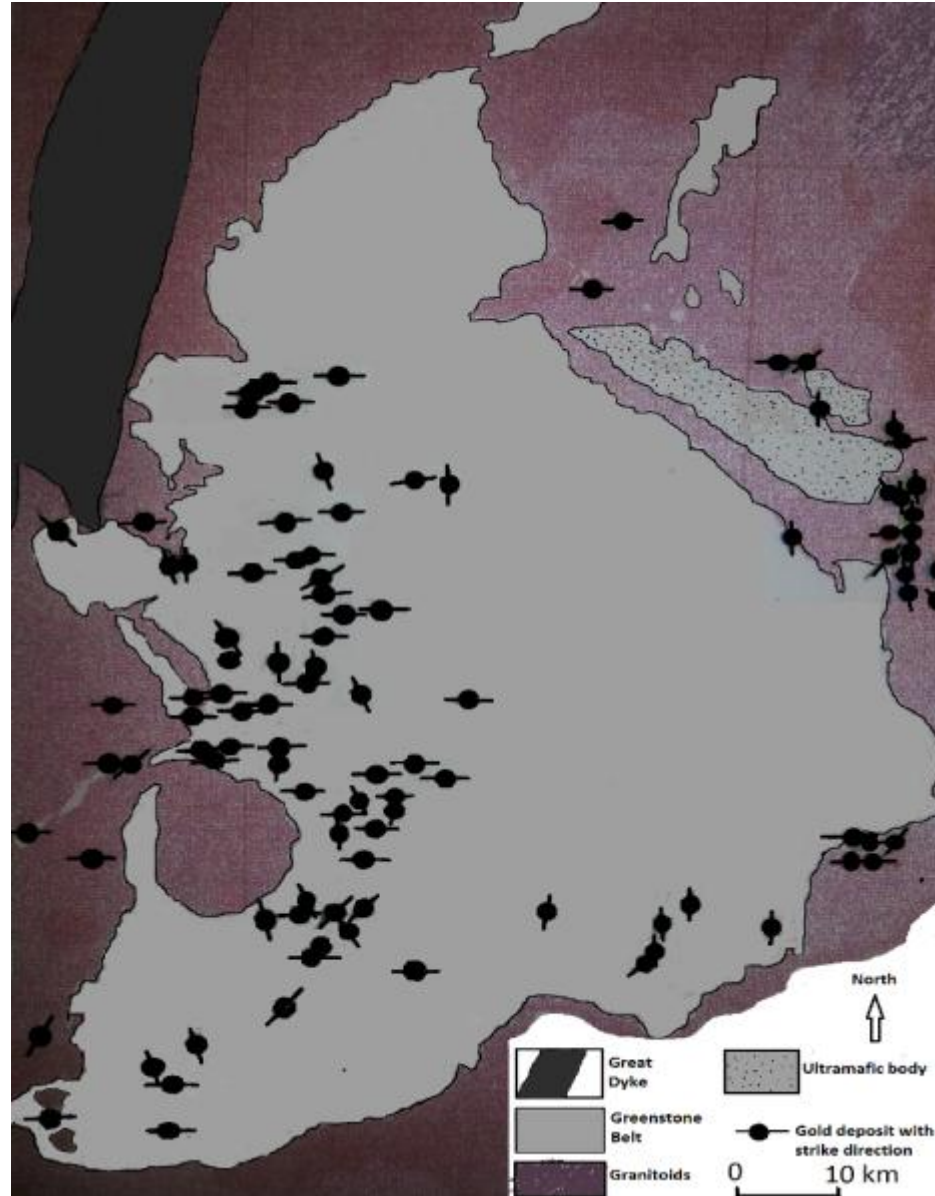 North
Great
Dyke
Ultramafic body
Greenstone
Belt
Gold deposit with
strike direction
Granitoids
0 10 km